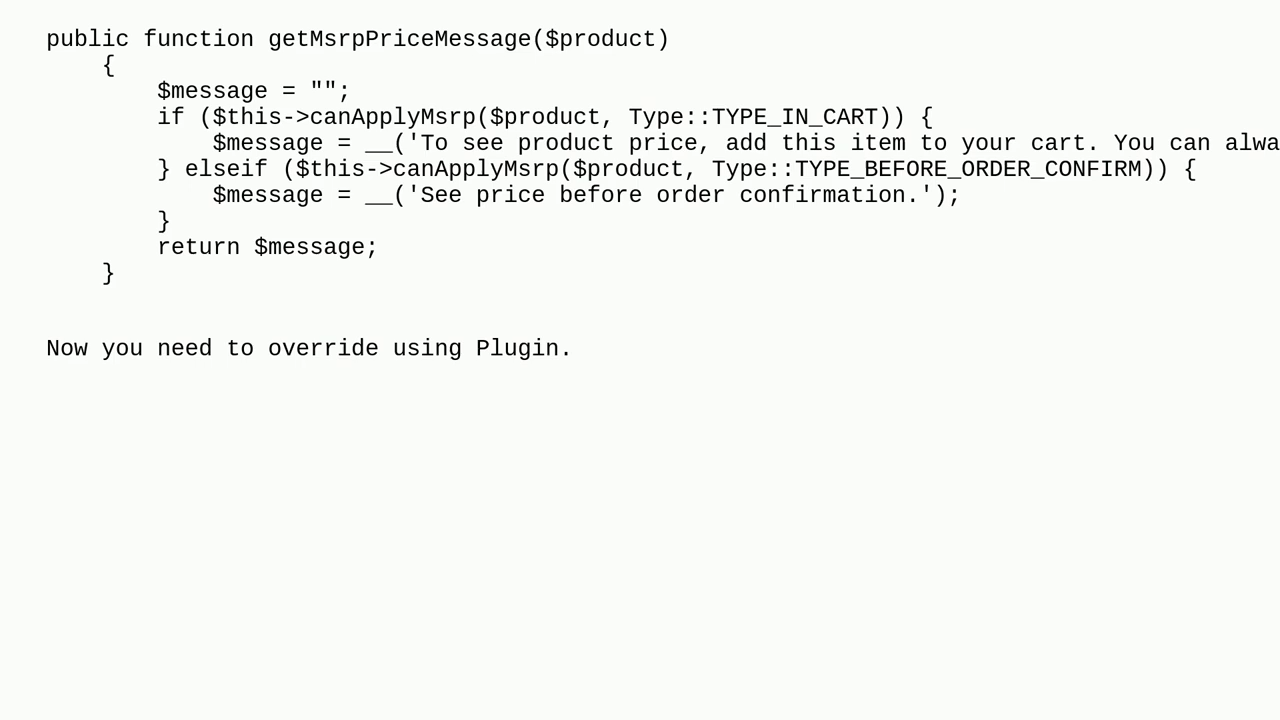 public function getMsrpPriceMessage($product)
    {
        $message = "";
        if ($this->canApplyMsrp($product, Type::TYPE_IN_CART)) {
            $message = __('To see product price, add this item to your cart. You can
        } elseif ($this->canApplyMsrp($product, Type::TYPE_BEFORE_ORDER_CONFIRM)) {
            $message = __('See price before order confirmation.');
        }
        return $message;
    }
Now you need to override using Plugin.